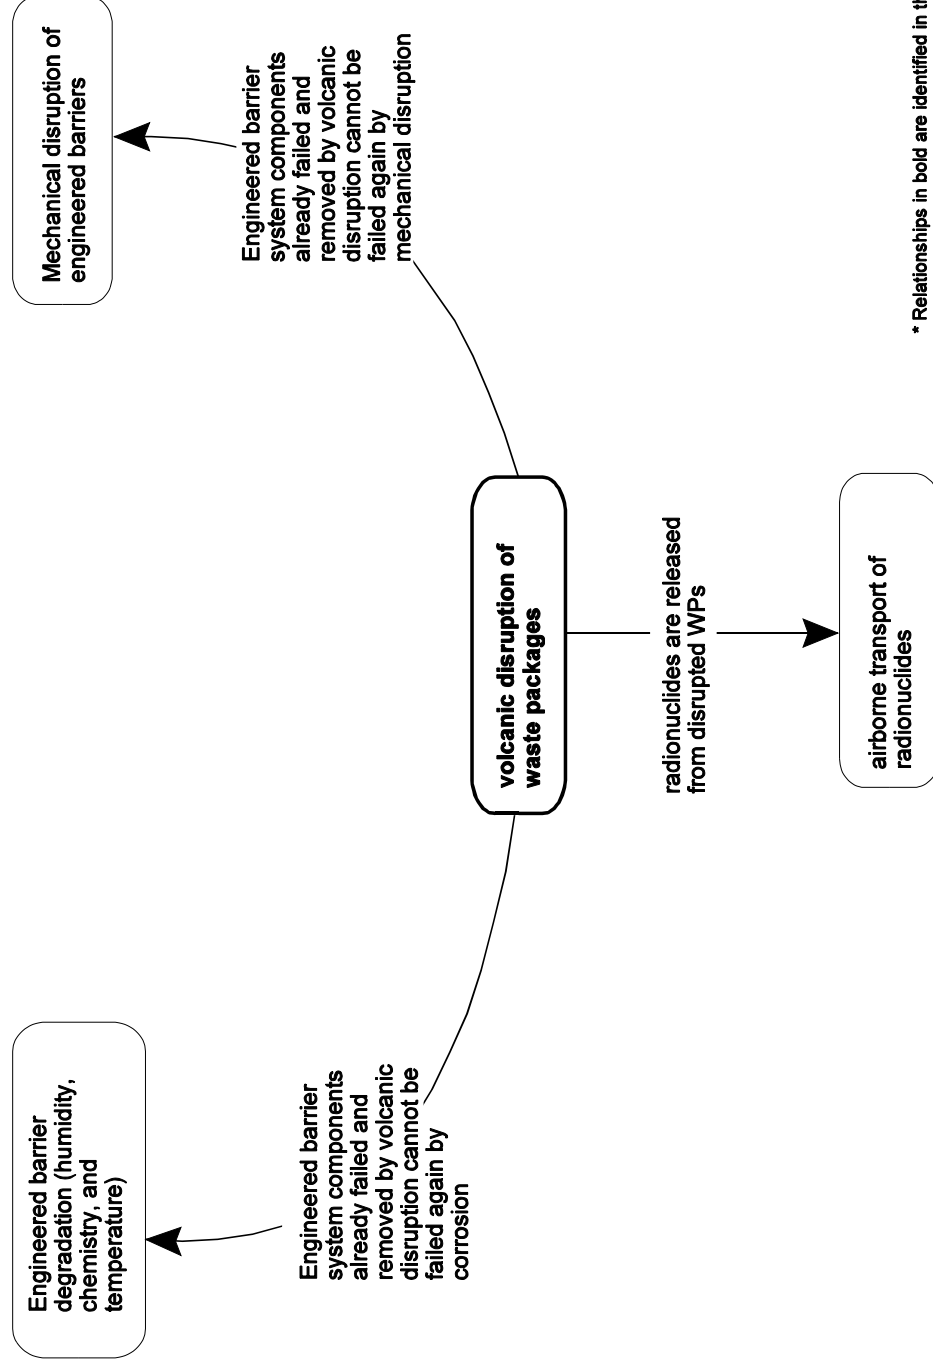 Engineered barrier
degradation (humidity,
chemistry, and
temperature)
Mechanical disruption of
engineered barriers
Engineered barrier
system components
already failed and
removed by volcanic
disruption cannot be
failed again by
corrosion
Engineered barrier
system components
already failed and
removed by volcanic
disruption cannot be
failed again by
mechanical disruption
volcanic disruption of
waste packages
radionuclides are released
from disrupted WPs
airborne transport of
radionuclides
* Relationships in bold are identified in th